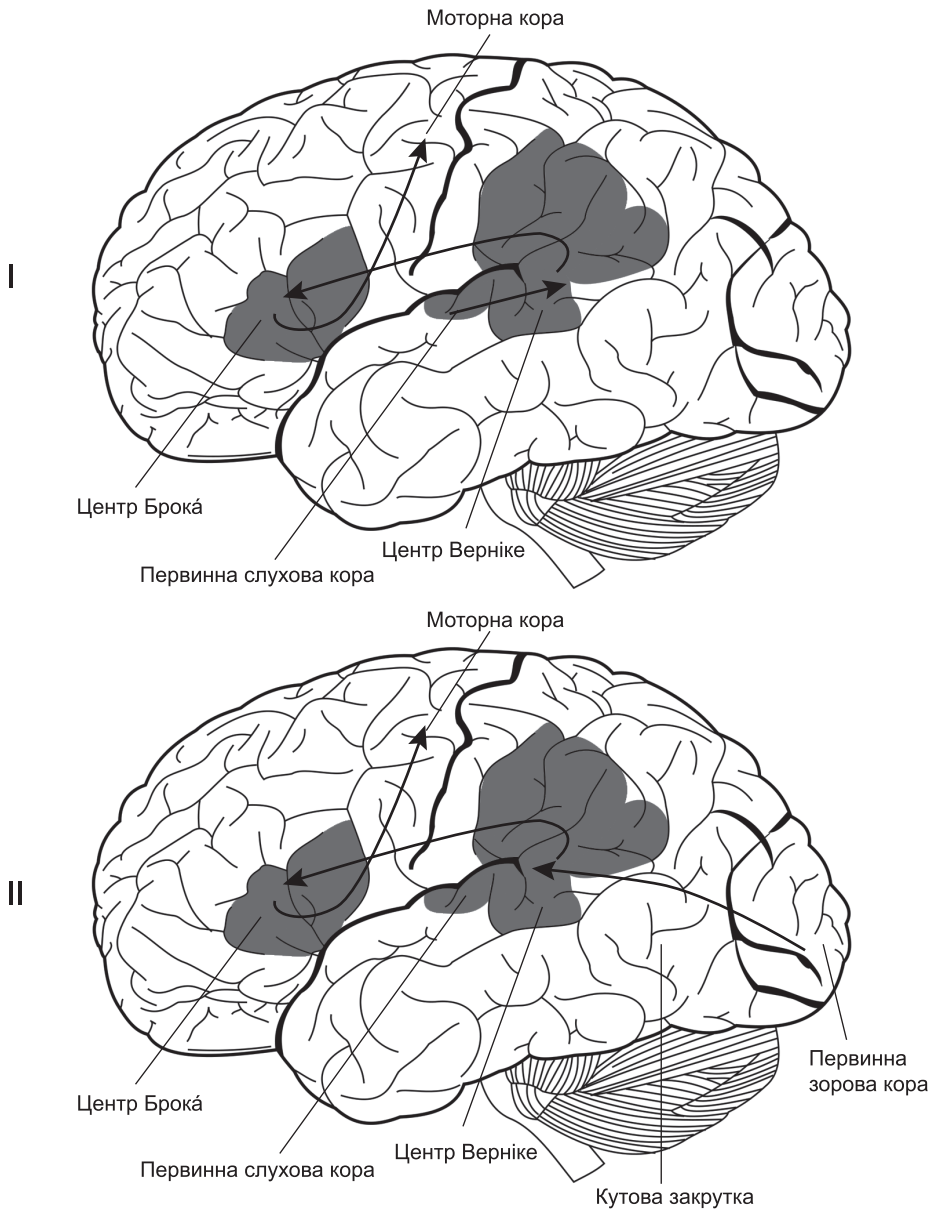 Моторна кора
I
Центр Брока́
Центр Верніке
Первинна слухова кора
Моторна кора
II
Первинна
зорова кора
Центр Брока́
Центр Верніке
Первинна слухова кора
Кутова закрутка